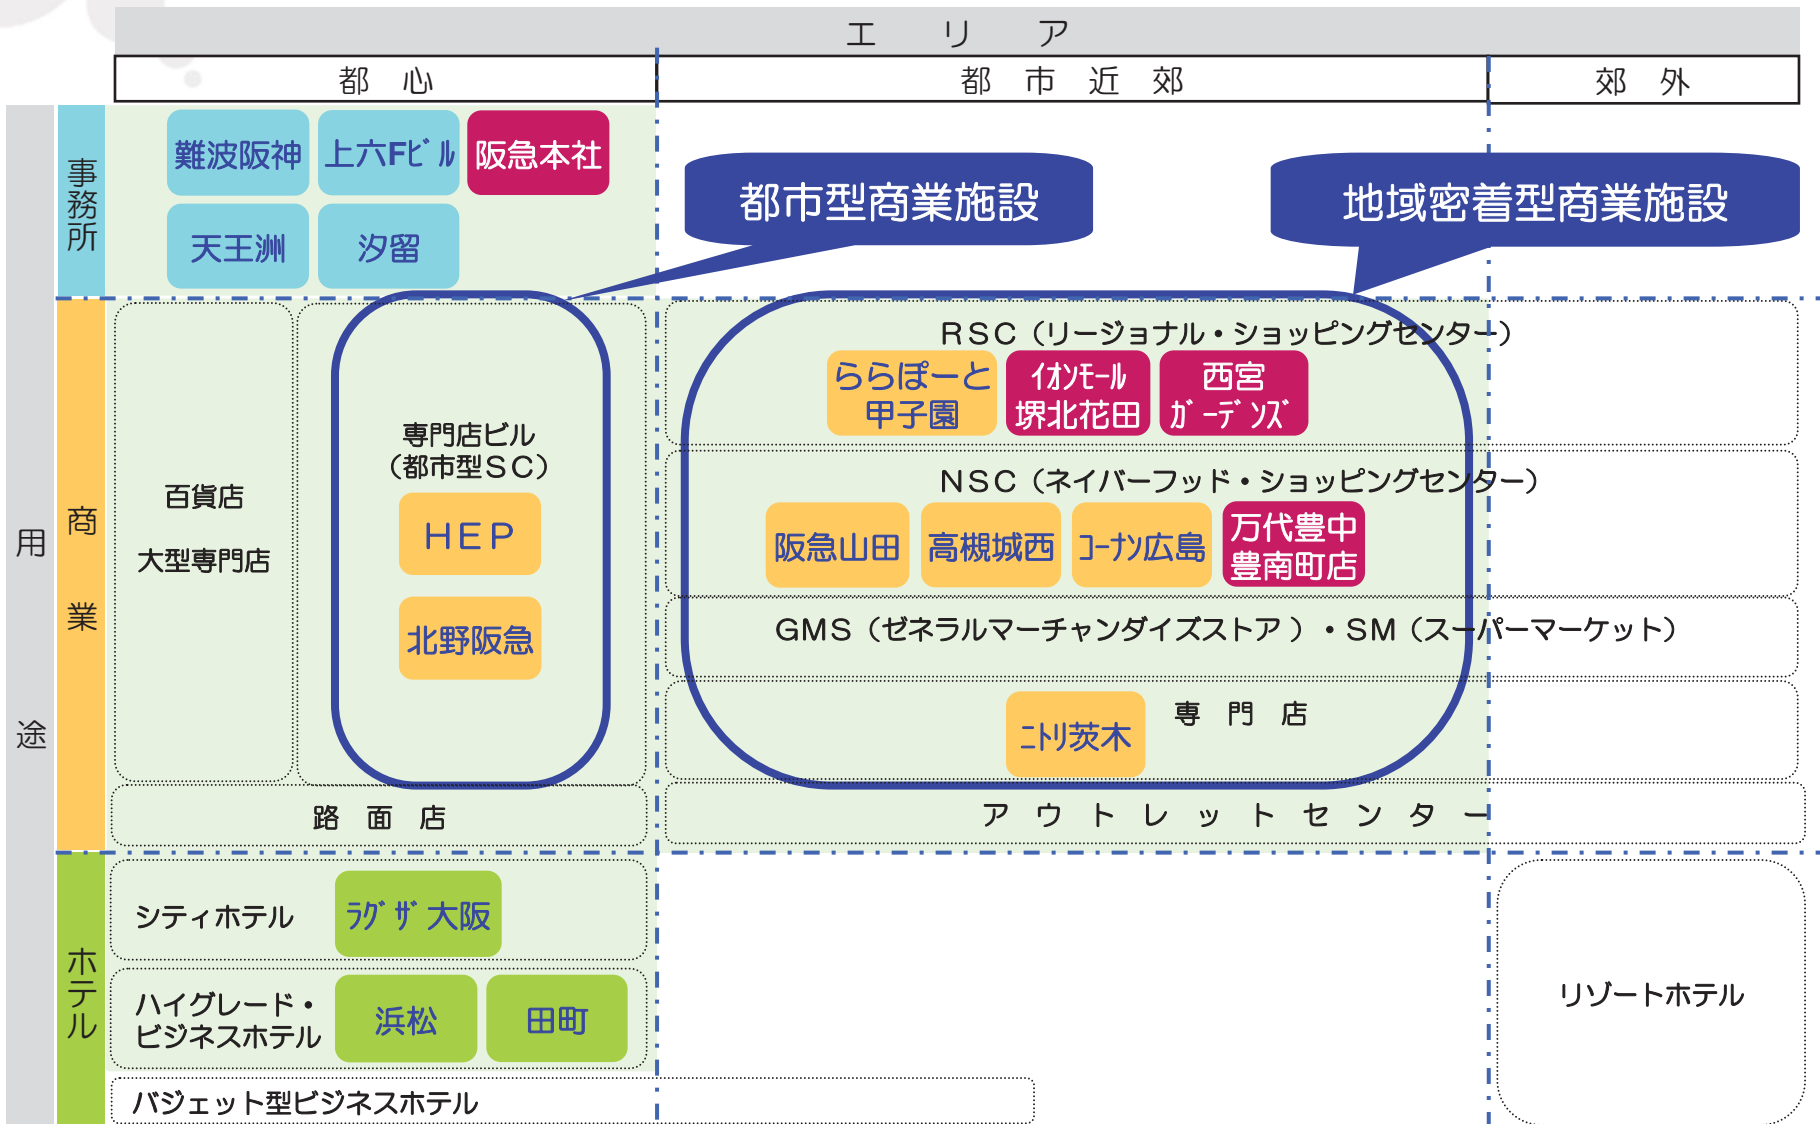 エリア
都心
都市近郊
郊外
用途
事務所
難波阪神
上六Fビル
阪急本社
天王洲
汐留
都市型商業施設
地域密着型商業施設
商業
百貨店
大型専門店
専門店ビル
（都市型ＳＣ）
ＨＥＰ
北野阪急
路面店
ＲＳＣ（リージョナル・ショッピングセンター）
ららぽーと
甲子園
ｲｵﾝﾓｰﾙ
堺北花田
西宮
ｶﾞｰﾃﾞﾝｽﾞ
ＮＳＣ（ネイバーフッド・ショッピングセンター）
阪急山田
高槻城西
ｺｰﾅﾝ広島
万代豊中
豊南町店
ＧＭＳ（ゼネラルマーチャンダイズストア）・ＳＭ（スーパーマーケット）
ﾆﾄﾘ茨木
専門店
アウトレットセンター
ホテル
シティホテル
ﾗｸﾞｻﾞ大阪
ハイグレード・
ビジネスホテル
浜松
田町
バジェット型ビジネスホテル
リゾートホテル